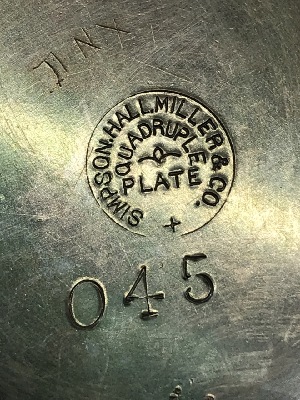 SIMPSON, HALL, MILLER & CO.
QUADRUPLE
PLATE
045